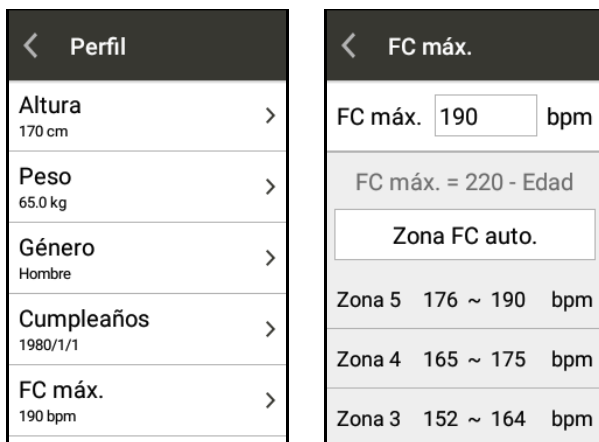 Perfil
Altura
170 cm
Peso
65.0 kg
Género
Hombre
Cumpleaños
1980/1/1
FC máx.
190 bpm
FC máx.
FC máx. 190 bpm
FC máx. = 220 - Edad
Zona FC auto.
Zona 5 176 ~ 190 bpm
Zona 4 165 ~ 175 bpm
Zona 3 152 ~ 164 bpm